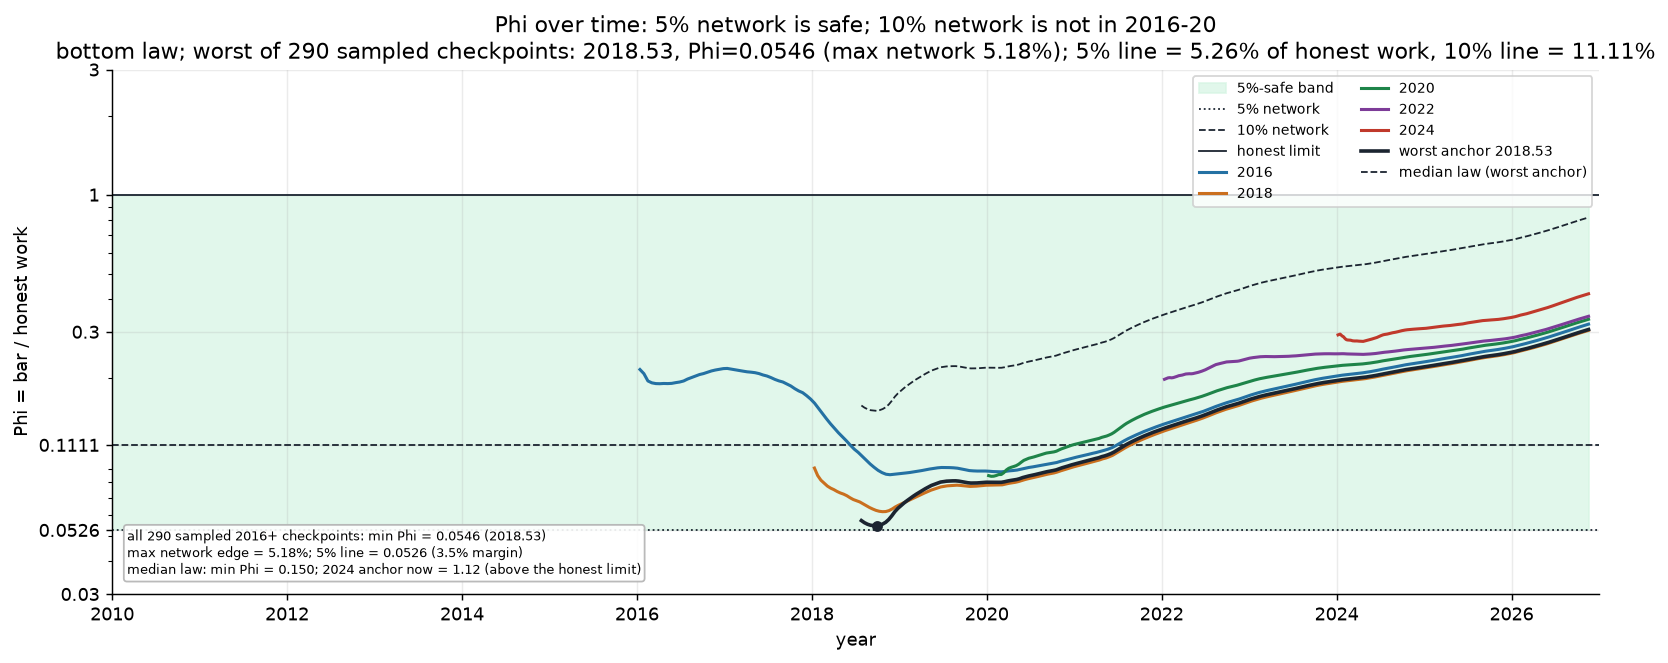 Phi over time: 5% network is safe; 10% network is not in 2016-20
bottom law; worst of 290 sampled checkpoints: 2018.53, Phi=0.0546 (max network 5.18%); 5% line = 5.26% of honest work, 10% line = 11.11%
Phi = bar / honest work
3
1
0.3
0.1111
0.0526
0.03
5%-safe band
5% network
10% network
honest limit
2016
2018
2020
2022
2024
worst anchor 2018.53
median law (worst anchor)
all 290 sampled 2016+ checkpoints: min Phi = 0.0546 (2018.53)
max network edge = 5.18%; 5% line = 0.0526 (3.5% margin)
median law: min Phi = 0.150; 2024 anchor now = 1.12 (above the honest limit)
2010 2012 2014 2016 2018 2020 2022 2024 2026
year